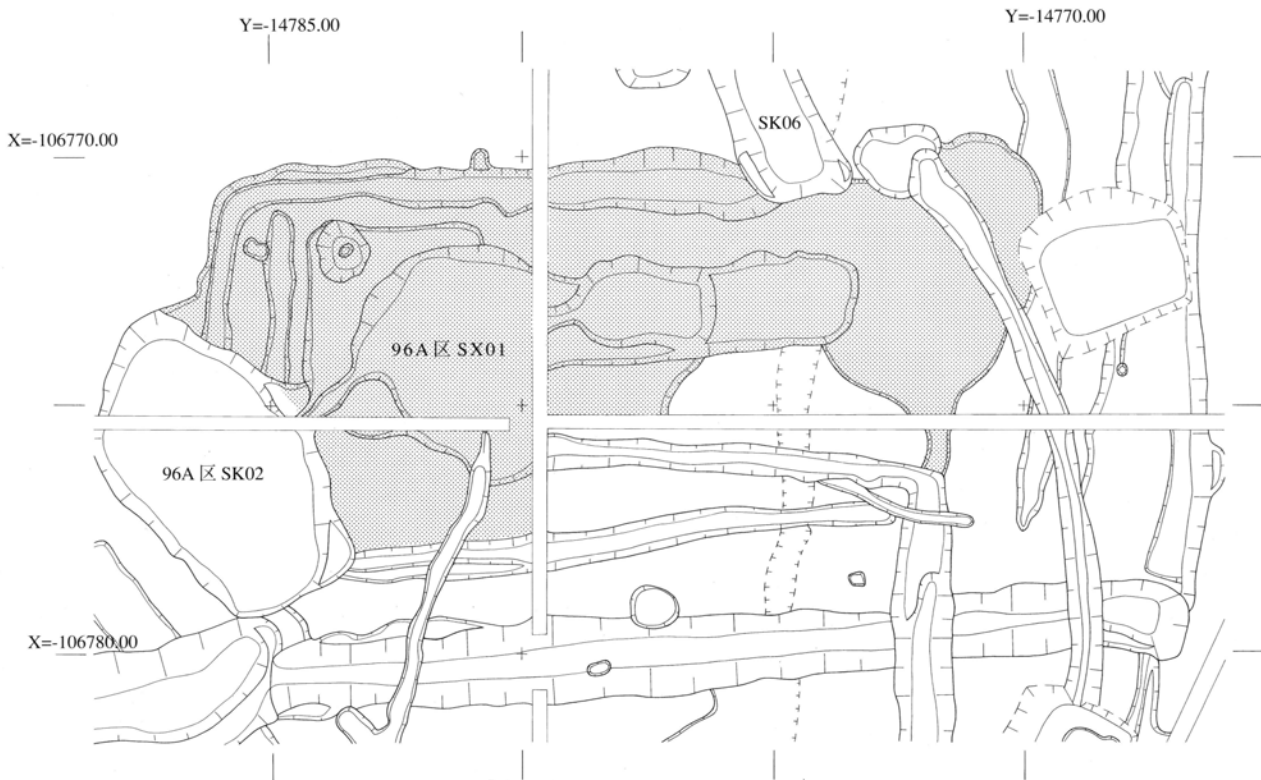 Y=-14785.00
Y=-14770.00
X=-106770.00
SK06
96A区 SX01
96A区 SK02
X=-106780.00